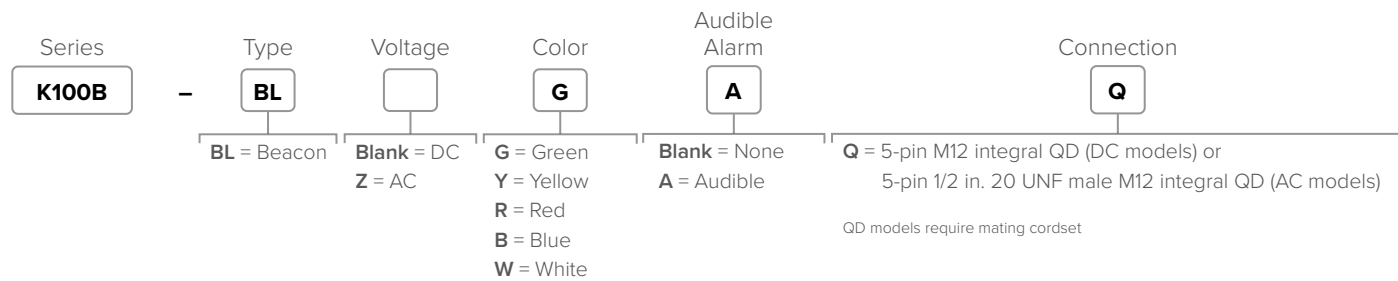 Series
K100B
–
Type
BL
BL = Beacon
Voltage
Blank = DC
Z = AC
Color
G
G = Green
Y = Yellow
R = Red
B = Blue
W = White
Audible
Alarm
A
Blank = None
A = Audible
Connection
Q
Q = 5-pin M12 integral QD (DC models) or
5-pin 1/2 in. 20 UNF male M12 integral QD (AC models)
QD models require mating cordset